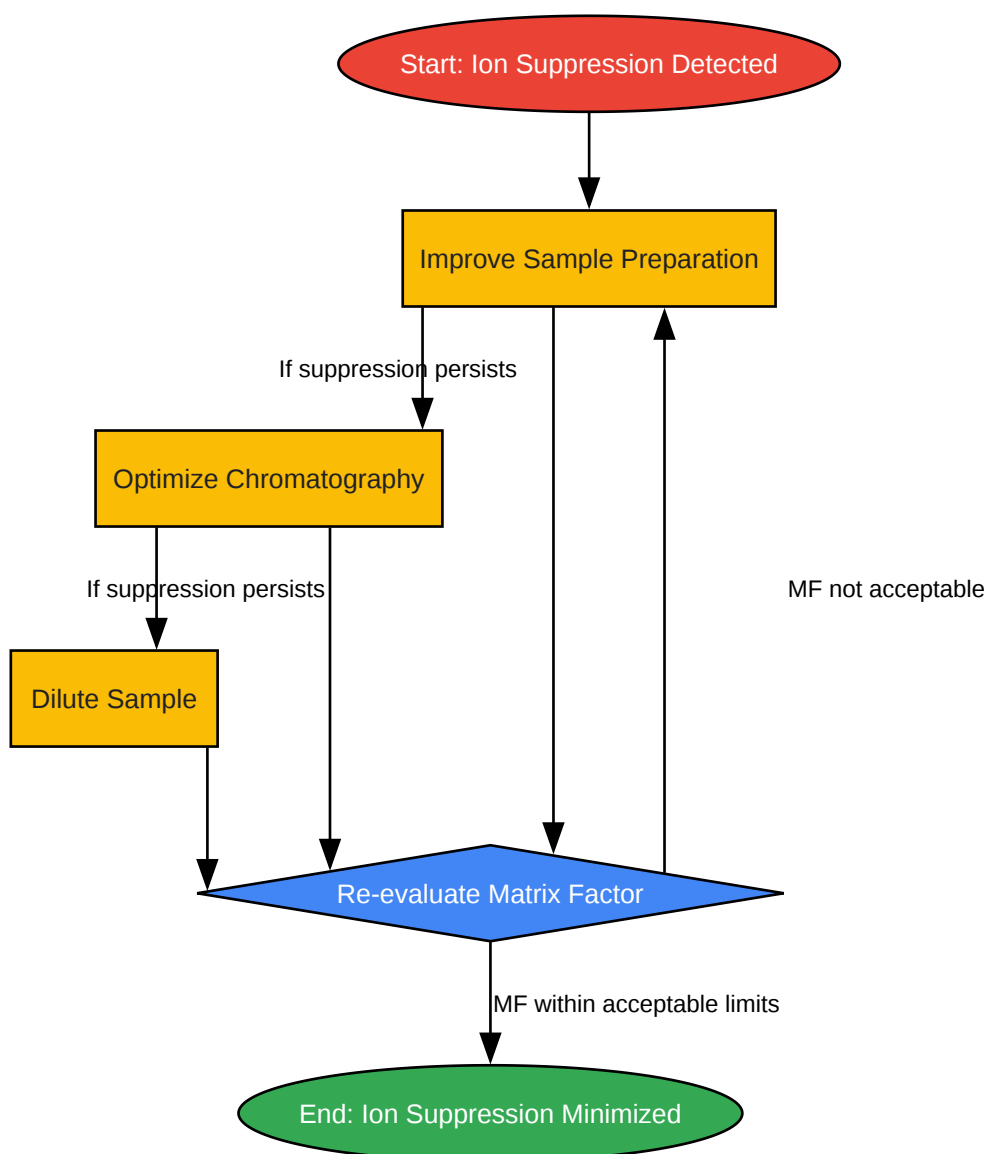 Start: Ion Suppression Detected
Improve Sample Preparation
If suppression persists
Optimize Chromatography
If suppression persists
MF not acceptable
Dilute Sample
Re-evaluate Matrix Factor
MF within acceptable limits
End: Ion Suppression Minimized